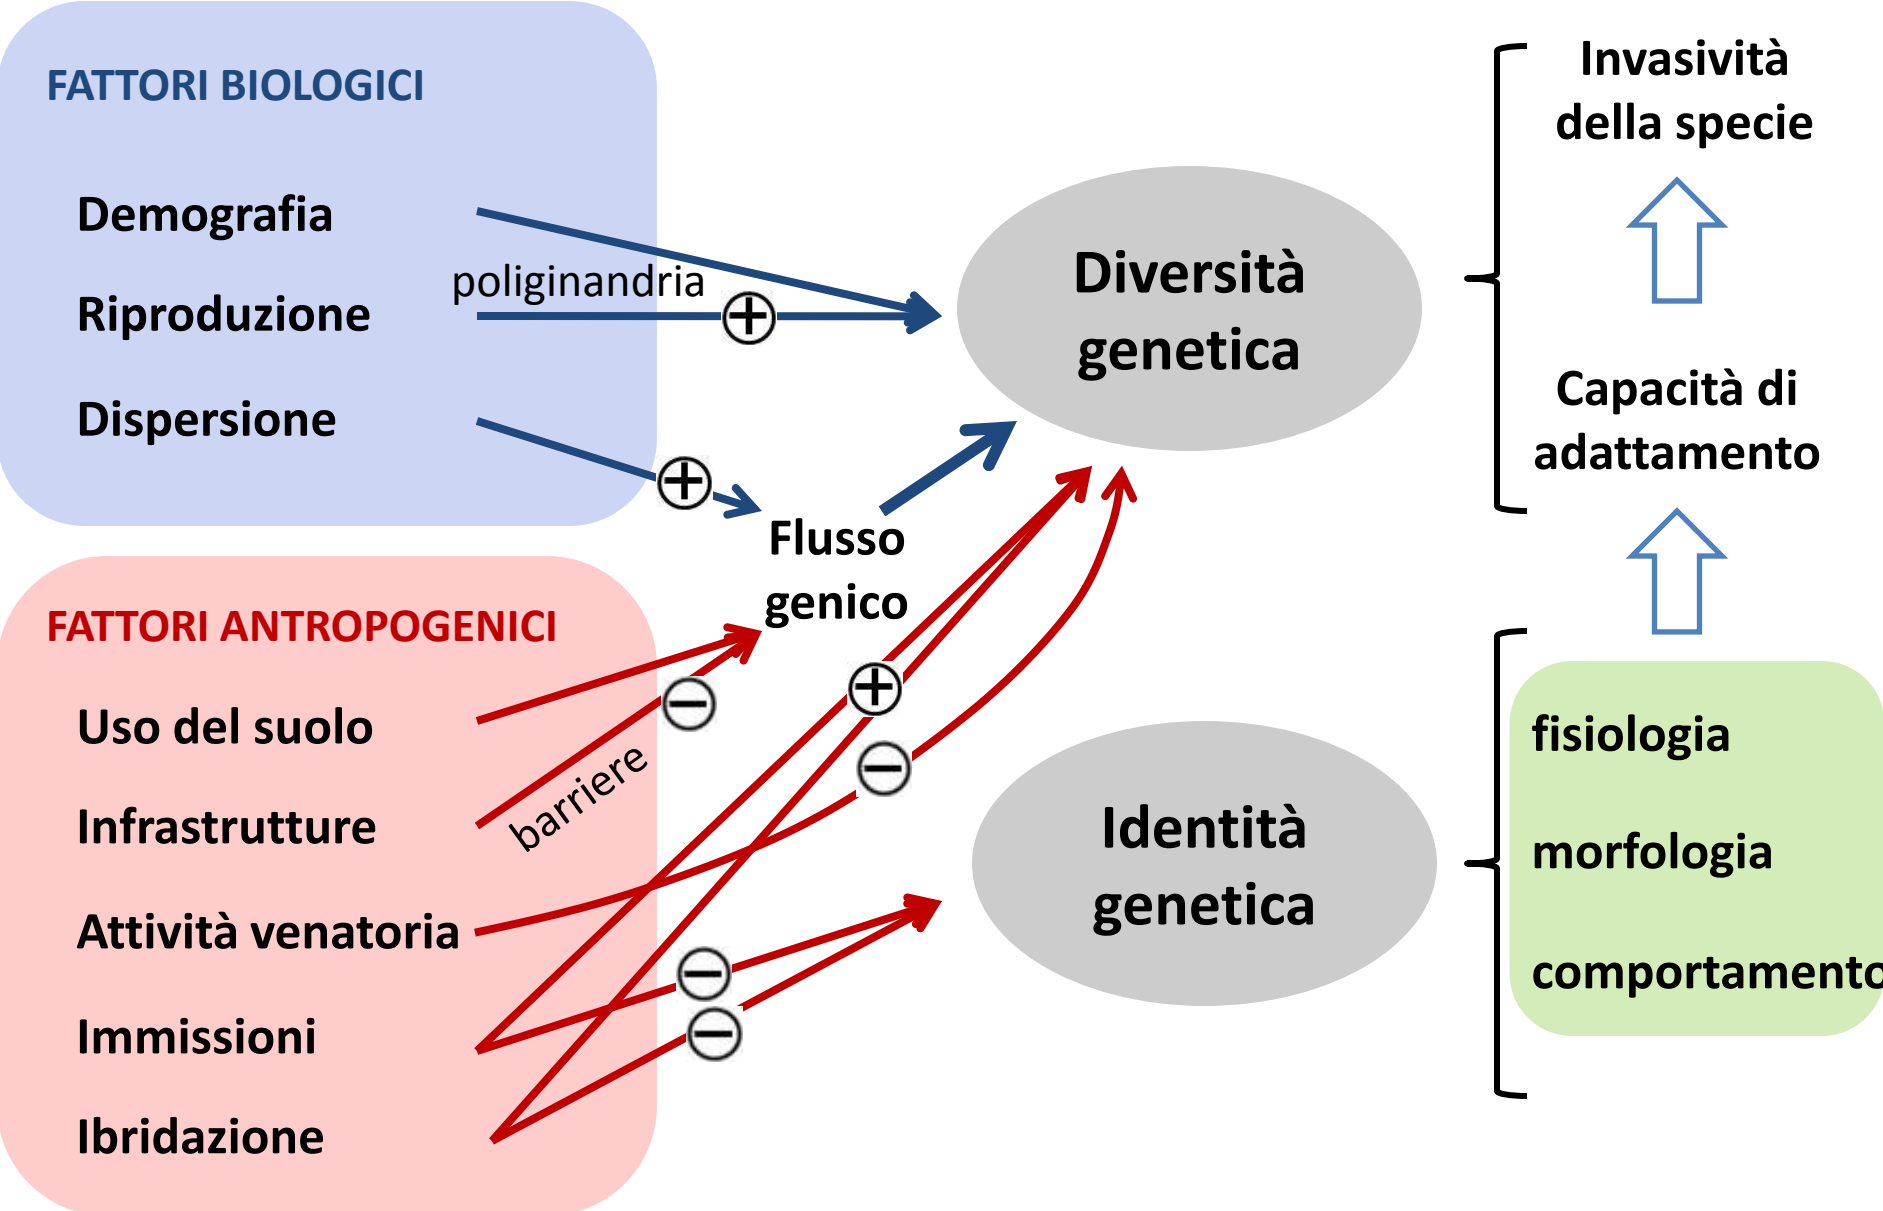 FATTORI BIOLOGICI
Demografia
poliginandria
Riproduzione
Dispersione
FATTORI ANTROPOGENICI
Uso del suolo
Infrastrutture
barriere
Attività venatoria
Immissioni
Ibridazione
Flusso
genico
Diversità
genetica
Identità
genetica
Invasività
della specie
Capacità di
adattamento
fisiologia
morfologia
comportamento